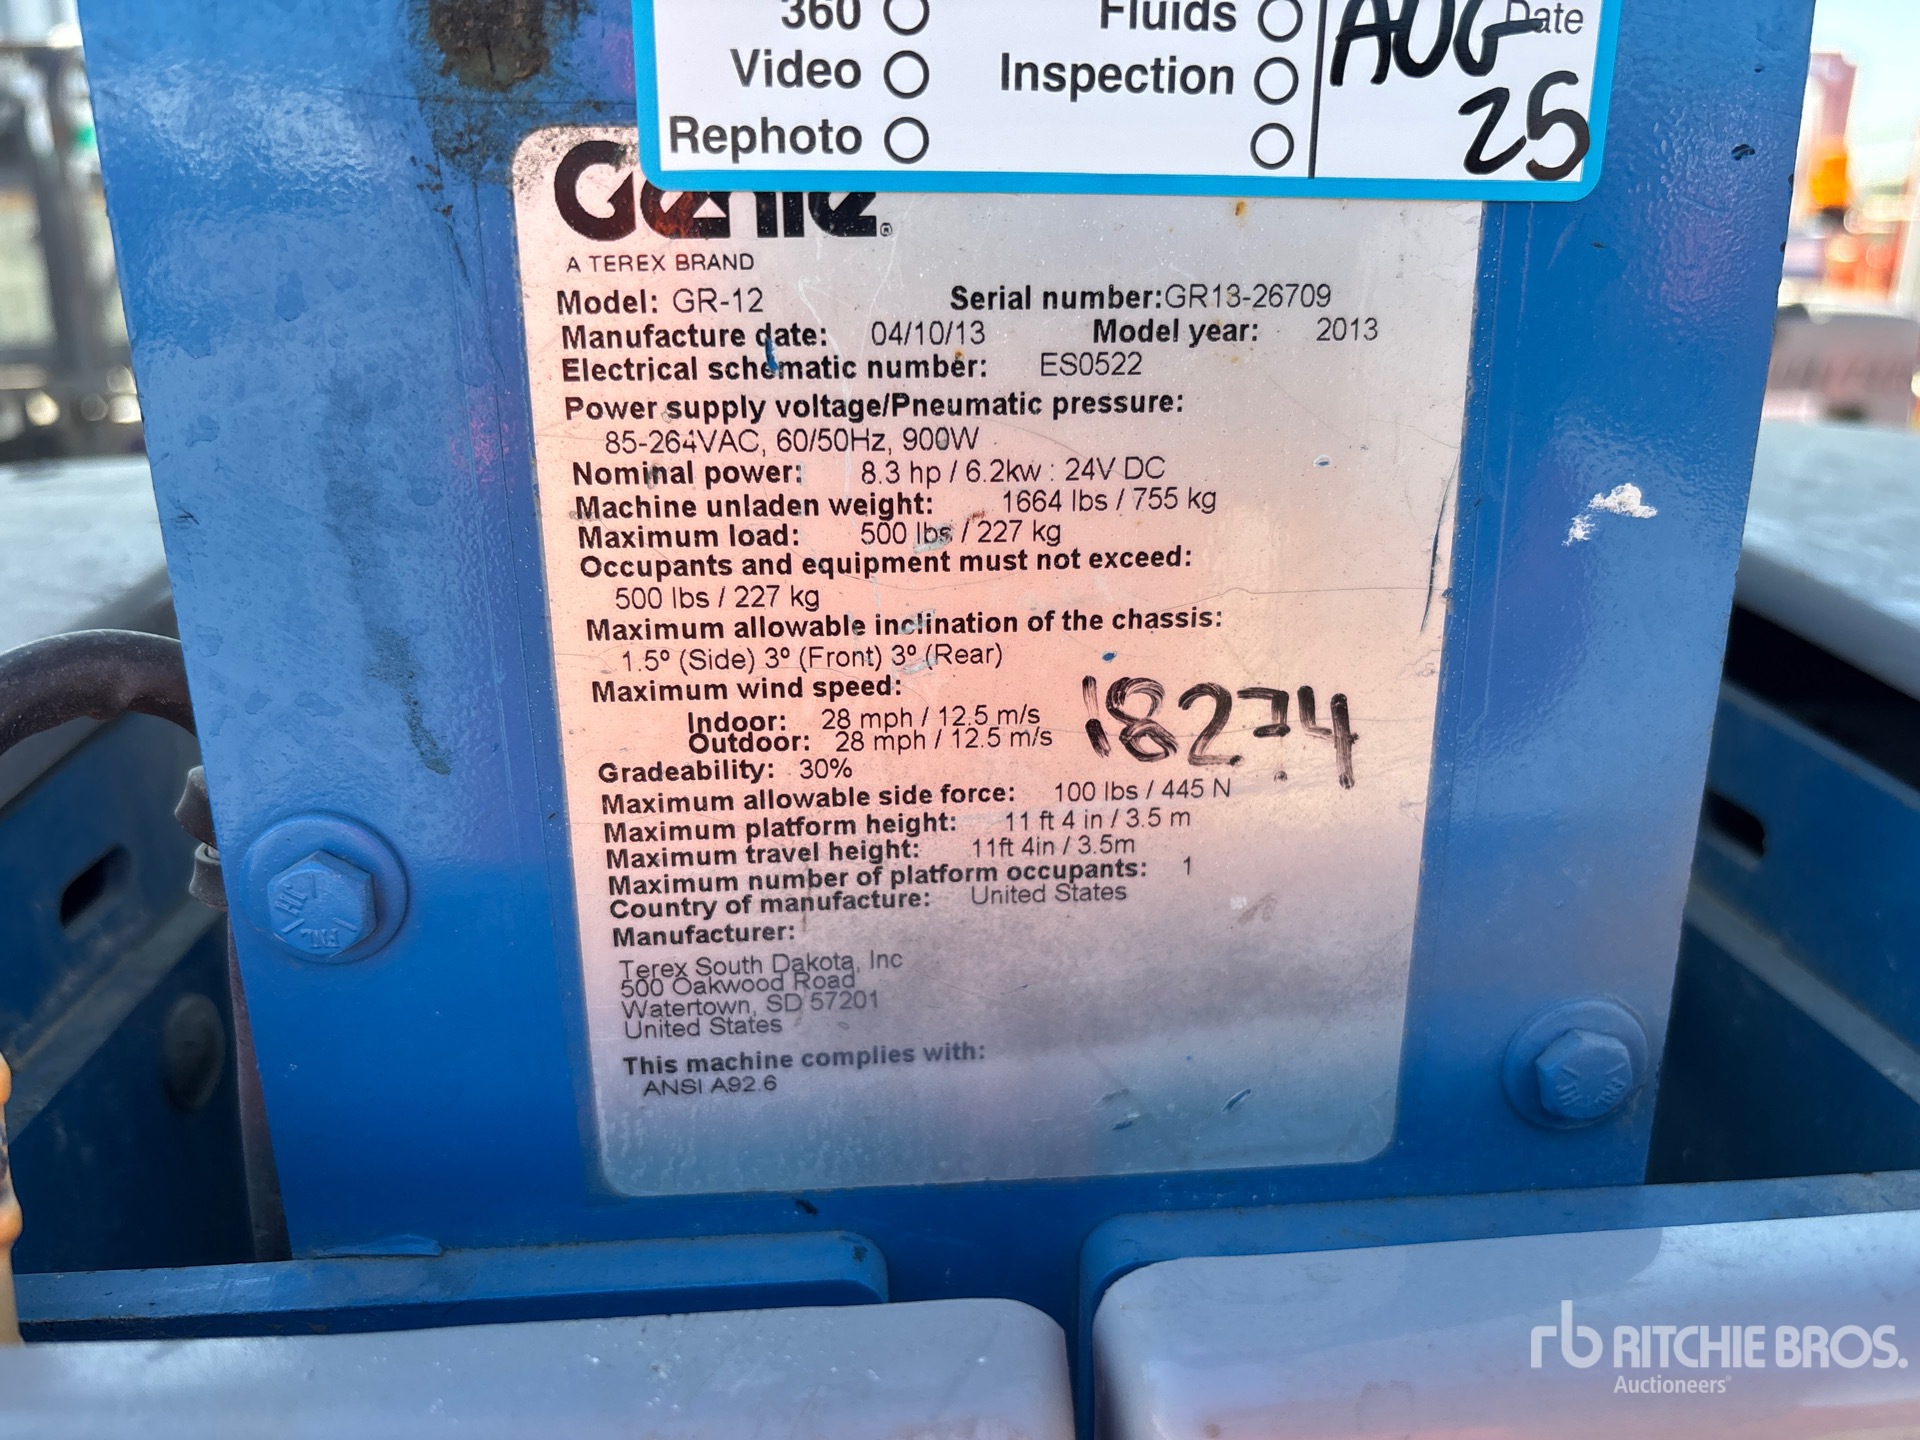 360 Fluids Date
Video Inspection AUG
Rephoto 25
Genie®
A TEREX BRAND
Model: GR-12 Serial number:GR13-26709
Manufacture date: 04/10/13 Model year: 2013
Electrical schematic number: ES0522
Power supply voltage/Pneumatic pressure:
85-264VAC, 60/50Hz, 900W
Nominal power: 8.3 hp / 6.2kw : 24V DC
Machine unladen weight: 1664 lbs / 755 kg
Maximum load: 500 lbs / 227 kg
Occupants and equipment must not exceed:
500 lbs / 227 kg
Maximum allowable inclination of the chassis:
1.5º (Side) 3º (Front) 3º (Rear)
Maximum wind speed:
Indoor: 28 mph / 12.5 m/s
Outdoor: 28 mph / 12.5 m/s
18274
Gradeability: 30%
Maximum allowable side force: 100 lbs / 445 N
Maximum platform height: 11 ft 4 in / 3.5 m
Maximum travel height: 11ft 4in / 3.5m
Maximum number of platform occupants: 1
Country of manufacture: United States
Manufacturer:
Terex South Dakota, Inc
500 Oakwood Road
Watertown, SD 57201
United States
This machine complies with:
ANSI A92.6
rb RITCHIE BROS.
Auctioneers